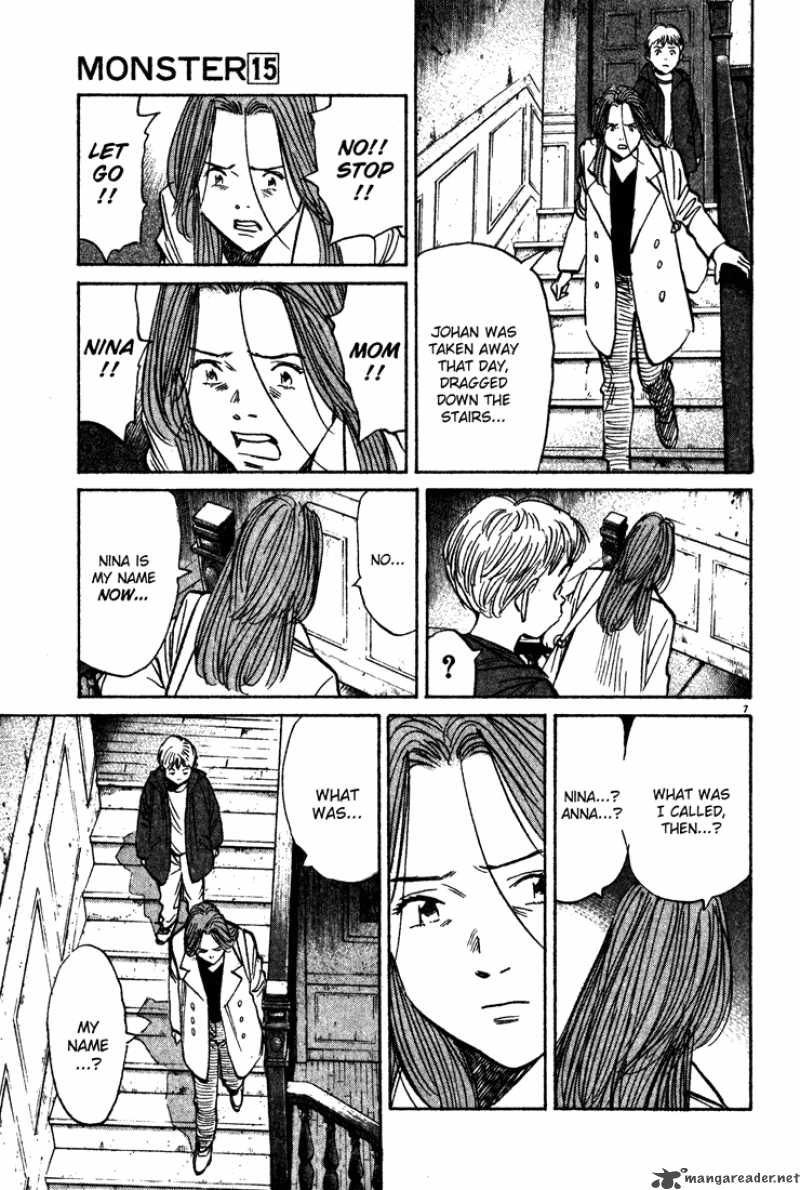 MONSTER 15
JOHAN WAS
TAKEN AWAY
THAT DAY,
DRAGGED
DOWN THE
STAIRS...
NO!!
STOP
!!
LET
GO
!!
MOM
!!
NINA
!!
?
NO...
NINA IS
MY NAME
NOW...
7
WHAT WAS
I CALLED,
THEN...?
NINA...?
ANNA...?
WHAT
WAS...
MY
NAME
...?
mangareader.net